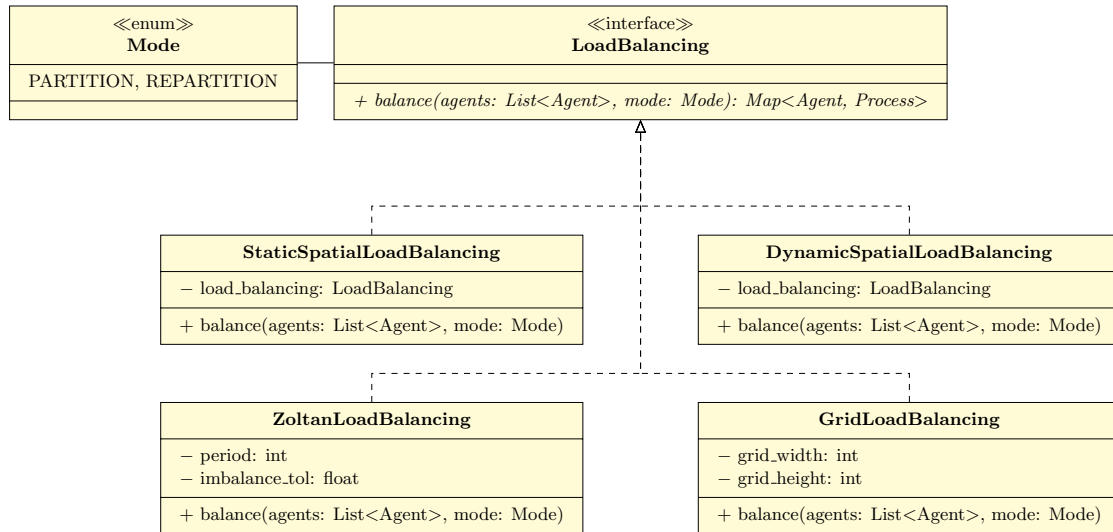 ≪enum≫
Mode
PARTITION, REPARTITION
≪interface≫
LoadBalancing
+ balance(agents: List<Agent>, mode: Mode): Map<Agent, Process>
StaticSpatialLoadBalancing
− load_balancing: LoadBalancing
+ balance(agents: List<Agent>, mode: Mode)
DynamicSpatialLoadBalancing
− load_balancing: LoadBalancing
+ balance(agents: List<Agent>, mode: Mode)
ZoltanLoadBalancing
− period: int
− imbalance_tol: float
+ balance(agents: List<Agent>, mode: Mode)
GridLoadBalancing
− grid_width: int
− grid_height: int
+ balance(agents: List<Agent>, mode: Mode)